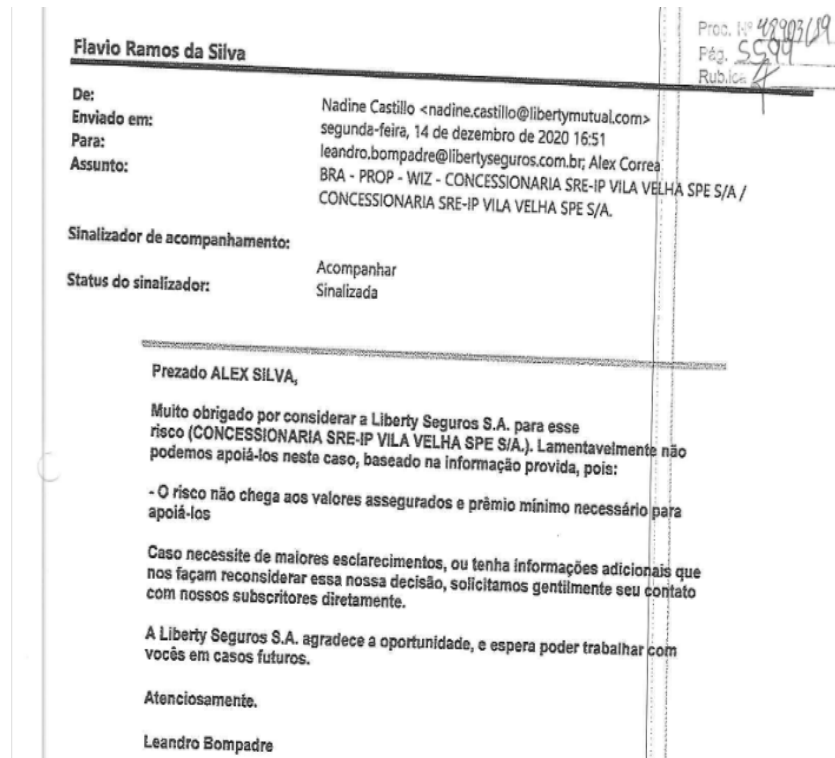 Proc. Nº 48903/19
Pág. 5594
Rubrica
Flavio Ramos da Silva
De: Nadine Castillo <nadine.castillo@libertymutual.com>
Enviado em: segunda-feira, 14 de dezembro de 2020 16:51
Para: leandro.bompadre@libertyseguros.com.br; Alex Correa
Assunto: BRA - PROP - WIZ - CONCESSIONARIA SRE-IP VILA VELHA SPE S/A /
CONCESSIONARIA SRE-IP VILA VELHA SPE S/A.
Sinalizador de acompanhamento: Acompanhar
Status do sinalizador: Sinalizada
Prezado ALEX SILVA,
Muito obrigado por considerar a Liberty Seguros S.A. para esse
risco (CONCESSIONARIA SRE-IP VILA VELHA SPE S/A.). Lamentavelmente não
podemos apoiá-los neste caso, baseado na informação provida, pois:
- O risco não chega aos valores assegurados e prêmio mínimo necessário para
apoiá-los
Caso necessite de maiores esclarecimentos, ou tenha informações adicionais que
nos façam reconsiderar essa nossa decisão, solicitamos gentilmente seu contato
com nossos subscritores diretamente.
A Liberty Seguros S.A. agradece a oportunidade, e espera poder trabalhar com
vocês em casos futuros.
Atenciosamente.
Leandro Bompadre